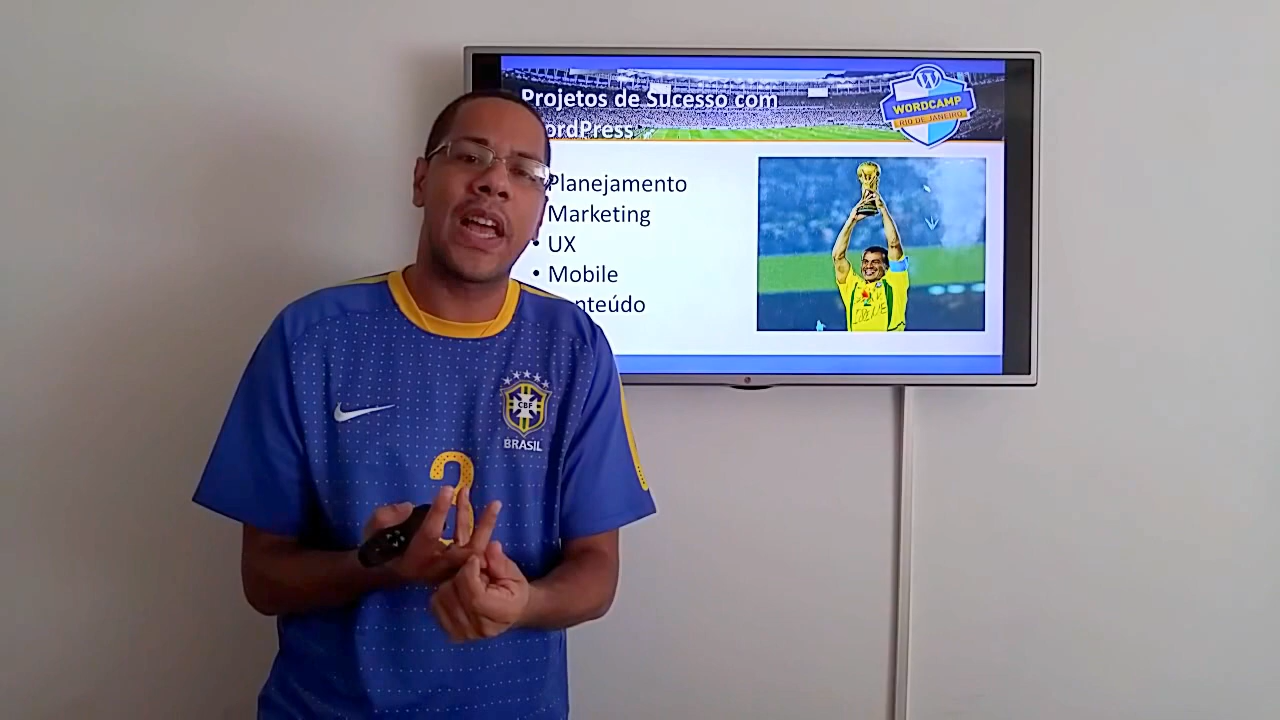 Projetos de Sucesso com
ordPress
WORDCAMP
RIO DE JANEIRO
Planejamento
Marketing
• UX
• Mobile
nteúdo
CBF
BRASIL